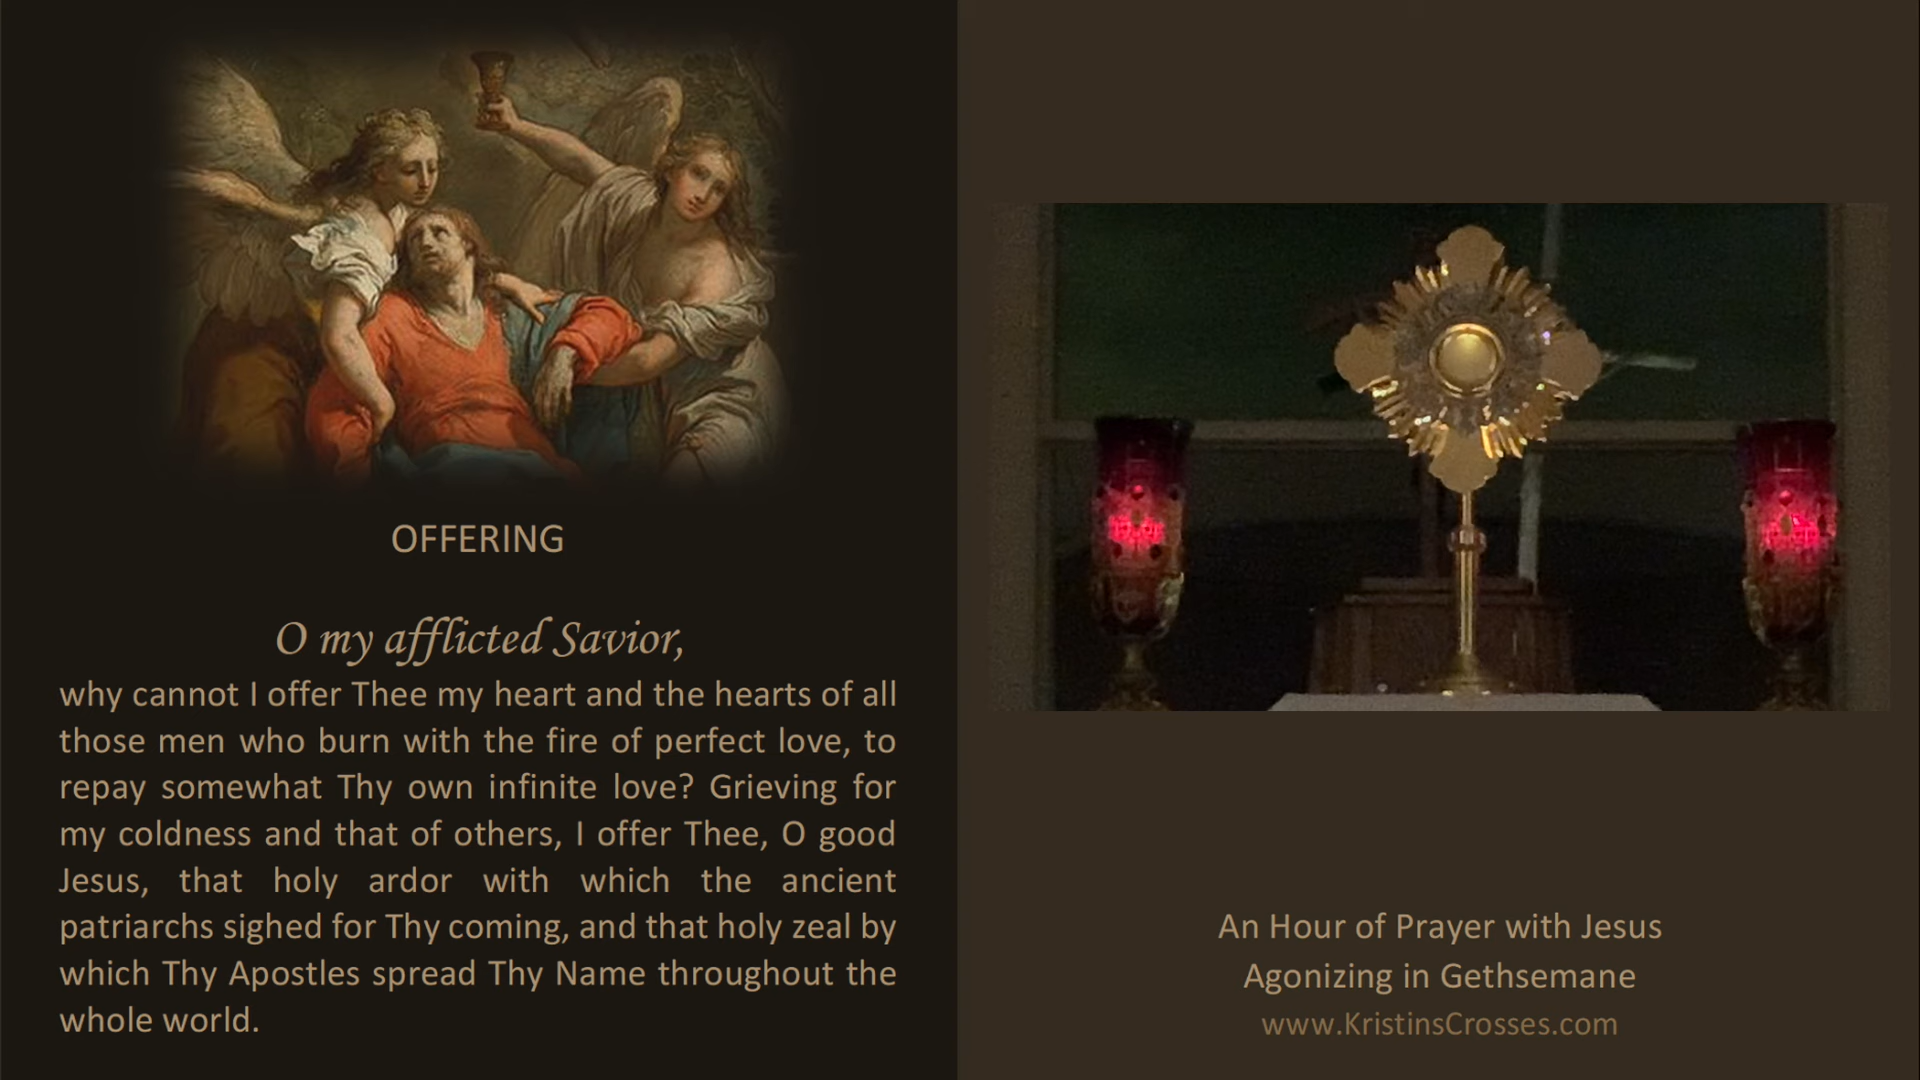 OFFERING
O my afflicted Savior,
why cannot I offer Thee my heart and the hearts of all
those men who burn with the fire of perfect love, to
repay somewhat Thy own infinite love? Grieving for
my coldness and that of others, I offer Thee, O good
Jesus, that holy ardor with which the ancient
patriarchs sighed for Thy coming, and that holy zeal by
which Thy Apostles spread Thy Name throughout the
whole world.
An Hour of Prayer with Jesus
Agonizing in Gethsemane
www.KristinsCrosses.com